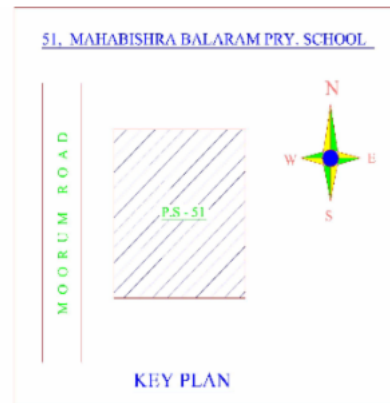 51, MAHABISHRA BALARAM PRY. SCHOOL
N
W E
S
MOORUM ROAD
P.S - 51
KEY PLAN